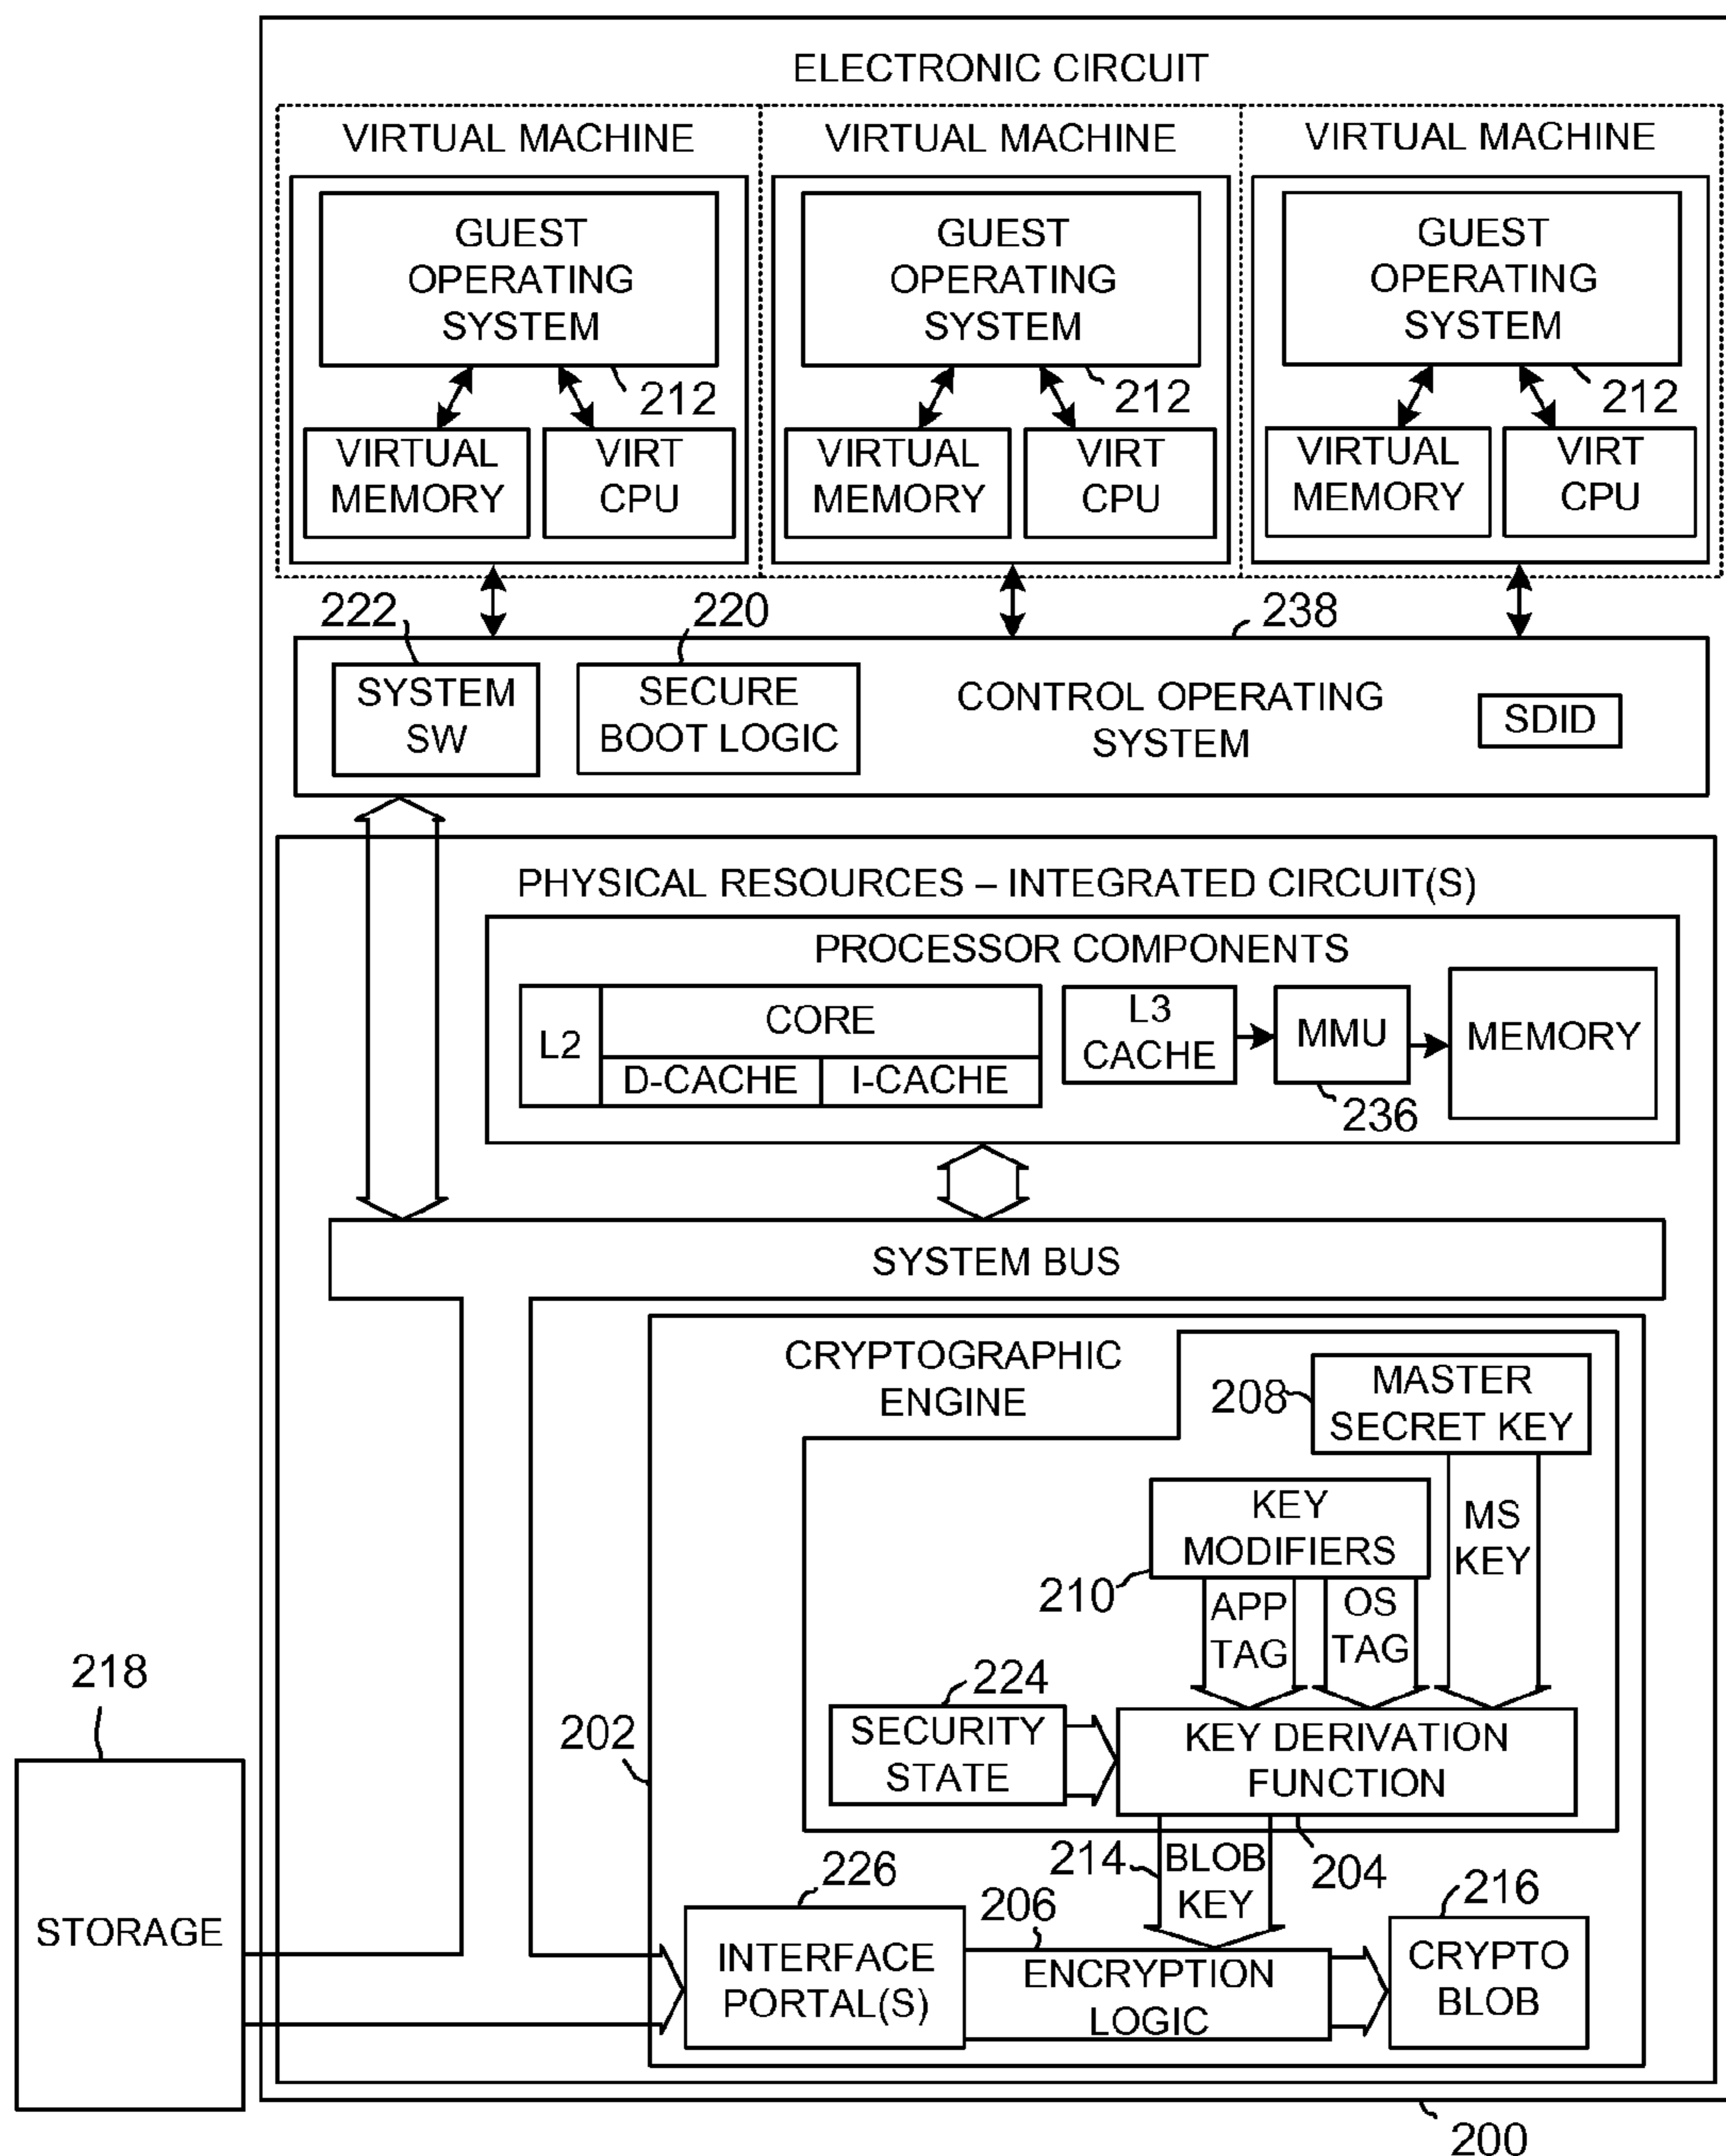 ELECTRONIC CIRCUIT
VIRTUAL MACHINE
GUEST
OPERATING
SYSTEM
212
VIRTUAL
MEMORY
VIRT
CPU
VIRTUAL MACHINE
GUEST
OPERATING
SYSTEM
212
VIRTUAL
MEMORY
VIRT
CPU
VIRTUAL MACHINE
GUEST
OPERATING
SYSTEM
212
VIRTUAL
MEMORY
VIRT
CPU
222
220
238
SYSTEM
SW
SECURE
BOOT LOGIC
CONTROL OPERATING
SYSTEM
SDID
PHYSICAL RESOURCES – INTEGRATED CIRCUIT(S)
PROCESSOR COMPONENTS
L2
CORE
D-CACHE
I-CACHE
L3
CACHE
MMU
236
MEMORY
SYSTEM BUS
CRYPTOGRAPHIC
ENGINE
208
MASTER
SECRET KEY
KEY
MODIFIERS
210
MS
KEY
APP
TAG
OS
TAG
218
224
202
SECURITY
STATE
KEY DERIVATION
FUNCTION
214
BLOB
KEY
204
226
206
216
STORAGE
INTERFACE
PORTAL(S)
ENCRYPTION
LOGIC
CRYPTO
BLOB
200